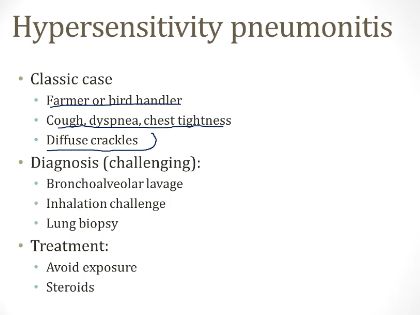 Hypersensitivity pneumonitis
• Classic case
• Farmer or bird handler
• Cough, dyspnea, chest tightness
• Diffuse crackles
• Diagnosis (challenging):
• Bronchoalveolar lavage
• Inhalation challenge
• Lung biopsy
• Treatment:
• Avoid exposure
• Steroids